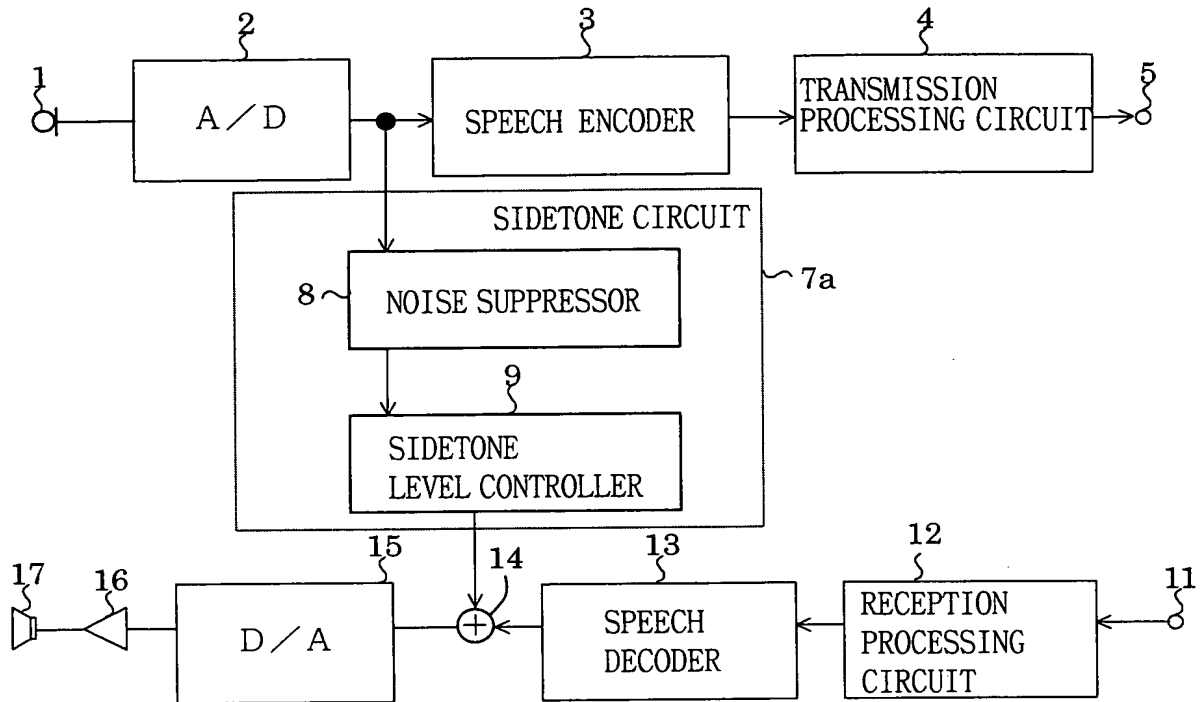 2
3
4
1
5
A/D
SPEECH ENCODER
TRANSMISSION
PROCESSING CIRCUIT
SIDETONE CIRCUIT
7a
8
NOISE SUPPRESSOR
9
SIDETONE
LEVEL CONTROLLER
17
16
15
14
13
12
11
D/A
+
SPEECH
DECODER
RECEPTION
PROCESSING
CIRCUIT